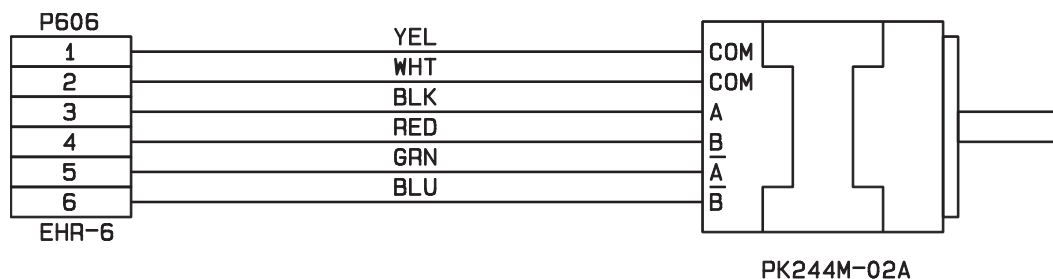 P606
1 YEL COM
2 WHT COM
3 BLK A
4 RED B
5 GRN A̅
6 BLU B̅
EHR-6
PK244M-02A